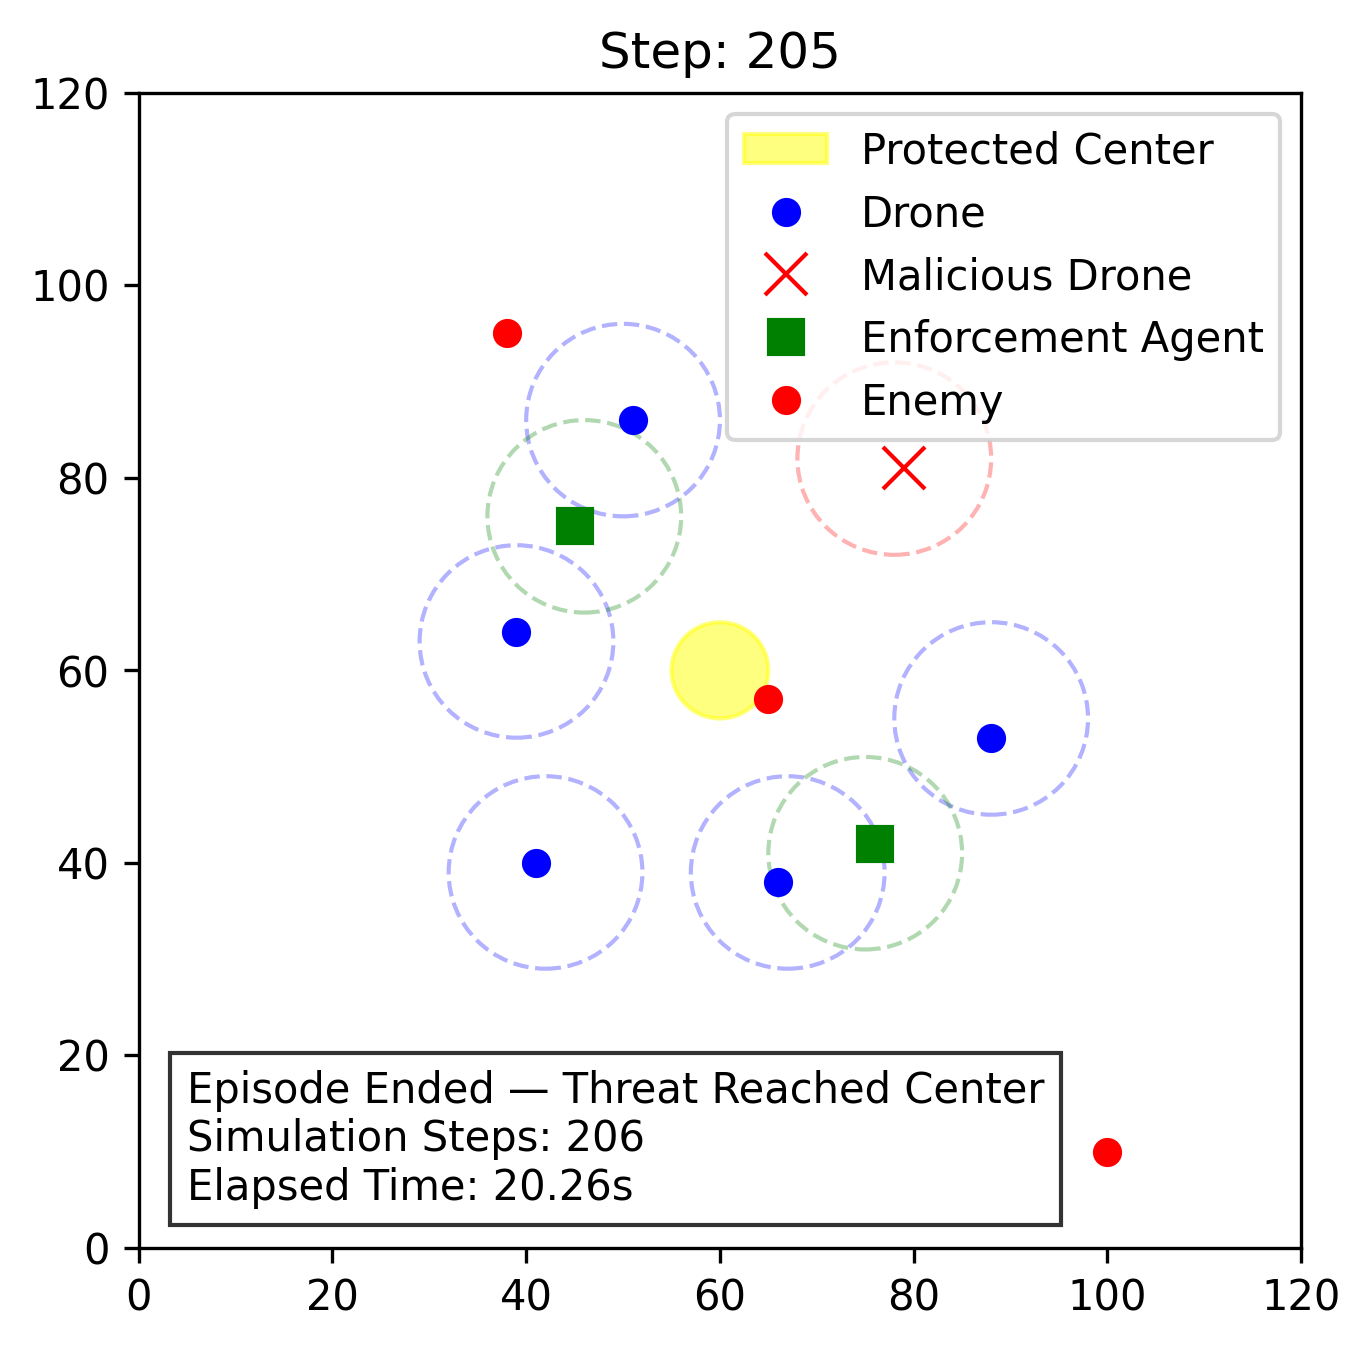 Step: 205
120
100
80
60
40
20
0
Protected Center
Drone
Malicious Drone
Enforcement Agent
Enemy
Episode Ended — Threat Reached Center
Simulation Steps: 206
Elapsed Time: 20.26s
0 20 40 60 80 100 120